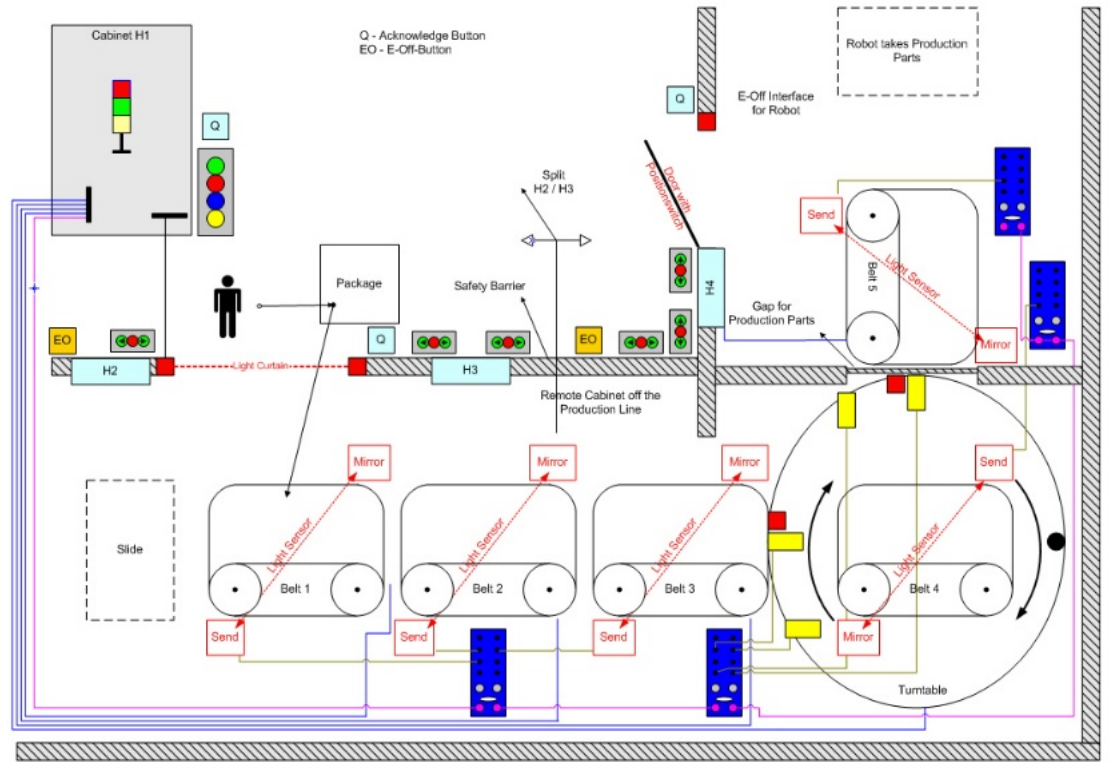 Cabinet H1
Q - Acknowledge Button
EO - E-Off-Button
Robot takes Production
Parts
Q
E-Off Interface
for Robot
Q
Split
H2 / H3
Door with
Positionswitch
Send
Light Sensor
Belt 5
Mirror
Package
Safety Barrier
H4
Gap for
Production Parts
EO
Q
EO
H2
Light Curtain
H3
Remote Cabinet off the
Production Line
Mirror
Mirror
Mirror
Send
Slide
Light Sensor
Belt 1
Light Sensor
Belt 2
Light Sensor
Belt 3
Light Sensor
Belt 4
Send
Send
Send
Mirror
Turntable